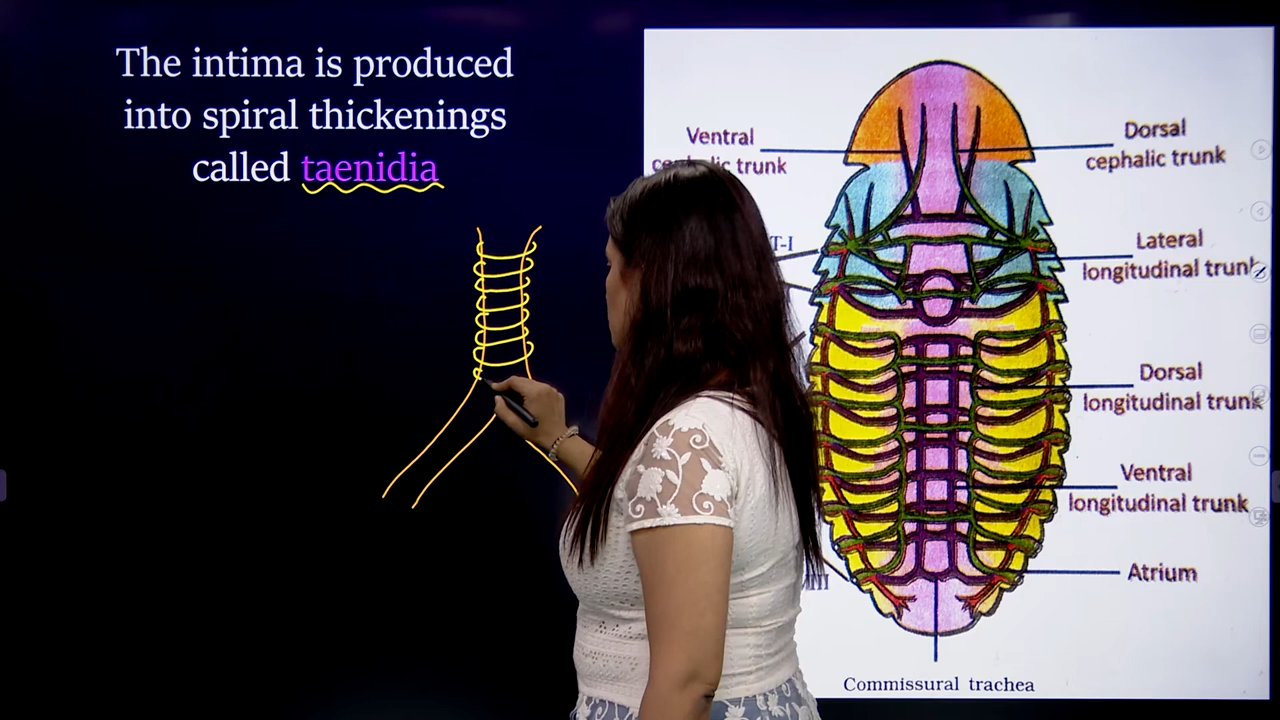 The intima is produced
into spiral thickenings
called taenidia
Ventral
trunk
Dorsal
cephalic trunk
T-I
Lateral
longitudinal trunk
Dorsal
longitudinal trunk
Ventral
longitudinal trunk
Atrium
Commissural trachea